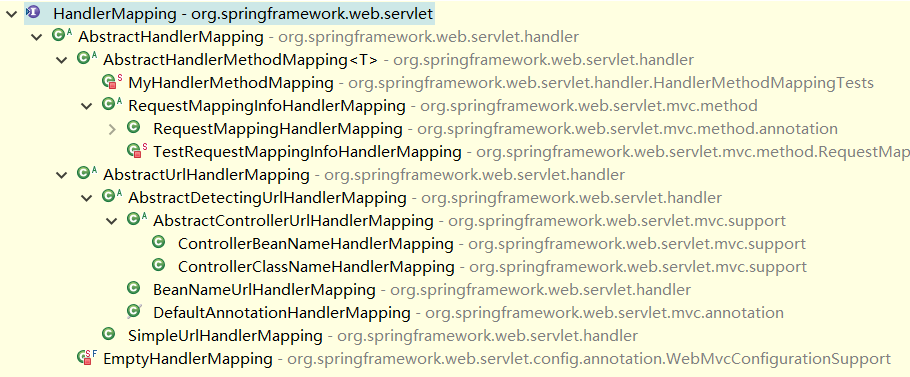 HandlerMapping - org.springframework.web.servlet
AbstractHandlerMapping - org.springframework.web.servlet.handler
AbstractHandlerMethodMapping<T> - org.springframework.web.servlet.handler
MyHandlerMethodMapping - org.springframework.web.servlet.handler.HandlerMethodMappingTests
RequestMappingInfoHandlerMapping - org.springframework.web.servlet.mvc.method
RequestMappingHandlerMapping - org.springframework.web.servlet.mvc.method.annotation
TestRequestMappingInfoHandlerMapping - org.springframework.web.servlet.mvc.method.RequestMap
AbstractUrlHandlerMapping - org.springframework.web.servlet.handler
AbstractDetectingUrlHandlerMapping - org.springframework.web.servlet.handler
AbstractControllerUrlHandlerMapping - org.springframework.web.servlet.mvc.support
ControllerBeanNameHandlerMapping - org.springframework.web.servlet.mvc.support
ControllerClassNameHandlerMapping - org.springframework.web.servlet.mvc.support
BeanNameUrlHandlerMapping - org.springframework.web.servlet.handler
DefaultAnnotationHandlerMapping - org.springframework.web.servlet.mvc.annotation
SimpleUrlHandlerMapping - org.springframework.web.servlet.handler
EmptyHandlerMapping - org.springframework.web.servlet.config.annotation.WebMvcConfigurationSupport